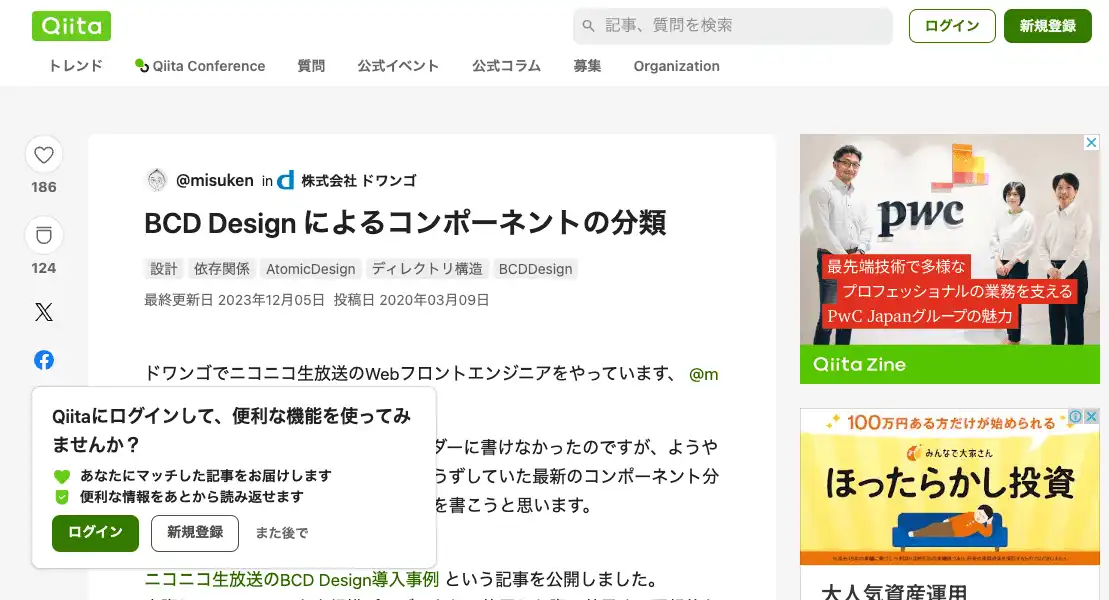 Qiita
記事、質問を検索
ログイン
新規登録
トレンド
Qiita Conference
質問
公式イベント
公式コラム
募集
Organization
186
124
@misuken in 株式会社 ドワンゴ
BCD Design によるコンポーネントの分類
設計 依存関係 AtomicDesign ディレクトリ構造 BCDDesign
最終更新日 2023年12月05日 投稿日 2020年03月09日
ドワンゴでニコニコ生放送のWebフロントエンジニアをやっています、 @m
ダーに書けなかったのですが、ようや
うずしていた最新のコンポーネント分
を書こうと思います。
ニコニコ生放送のBCD Design導入事例 という記事を公開しました。
Qiitaにログインして、便利な機能を使ってみ
ませんか？
あなたにマッチした記事をお届けします
便利な情報をあとから読み返せます
ログイン
新規登録
また後で
pwc
最先端技術で多様な
プロフェッショナルの業務を支える
PwC Japanグループの魅力
Qiita Zine
100万円ある方だけが始められる
みんなで大家さん
ほったらかし投資
大人気資産運用